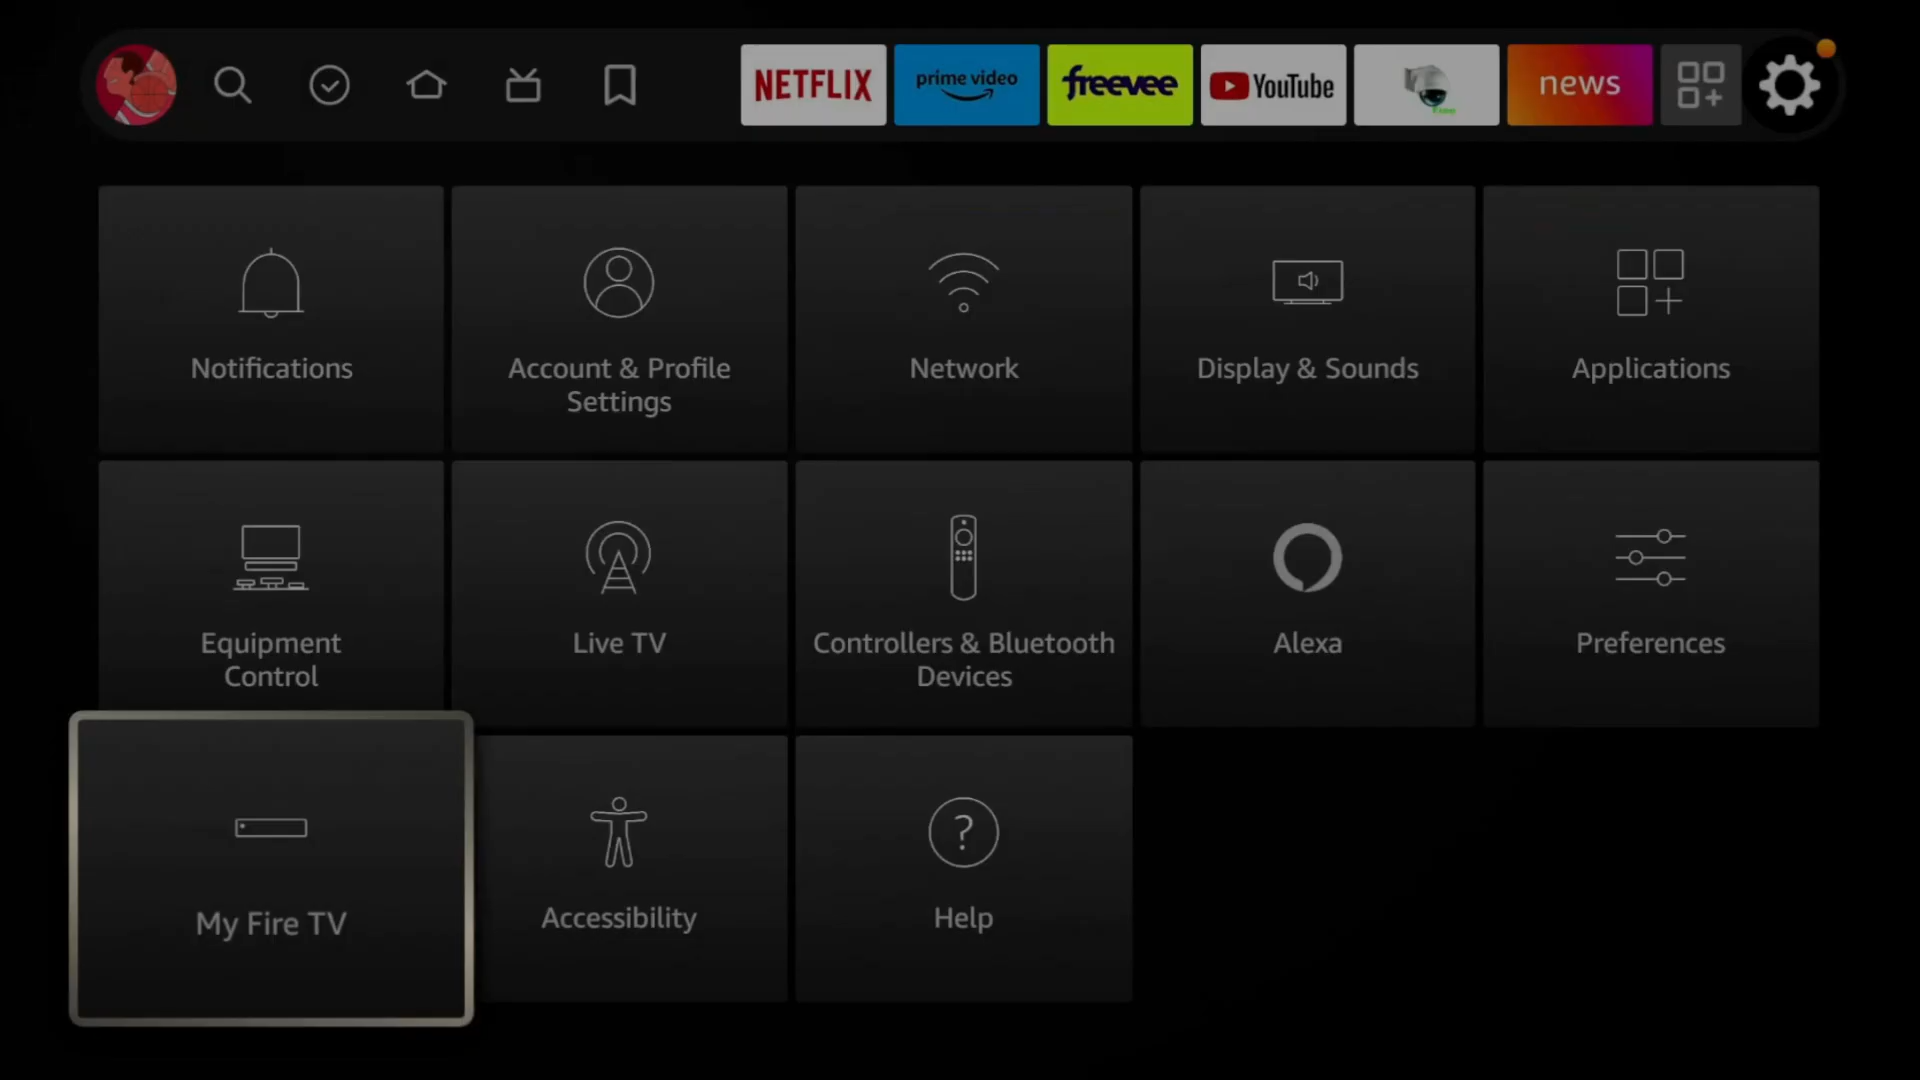 NETFLIX
prime video
freevee
YouTube
news
Notifications
Account & Profile
Settings
Network
Display & Sounds
Applications
Equipment
Control
Live TV
Controllers & Bluetooth
Devices
Alexa
Preferences
My Fire TV
Accessibility
?
Help